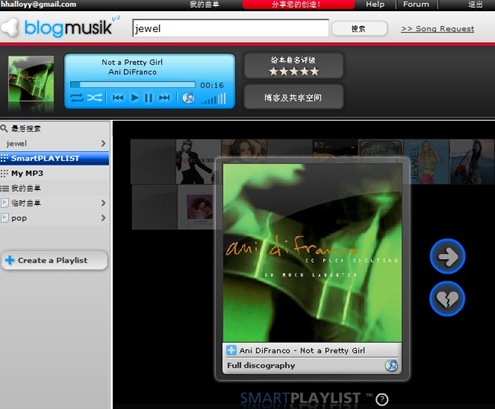 hhalloyy@gmail.com 我的曲单 分享您的创造! Help Forum 退出
blogmusik v·2 jewel 搜索 >> Song Request
Not a Pretty Girl
Ani DiFranco
给本曲目评级
00:16
博客及共享空间
最后搜索
jewel
SmartPLAYLIST
My MP3
我的曲单
临时曲单
pop
Create a Playlist
JEWEL
ani difranco
so much shouting
so much laughter
Ani DiFranco - Not a Pretty Girl
Full discography
SMARTPLAYLIST ™ ?